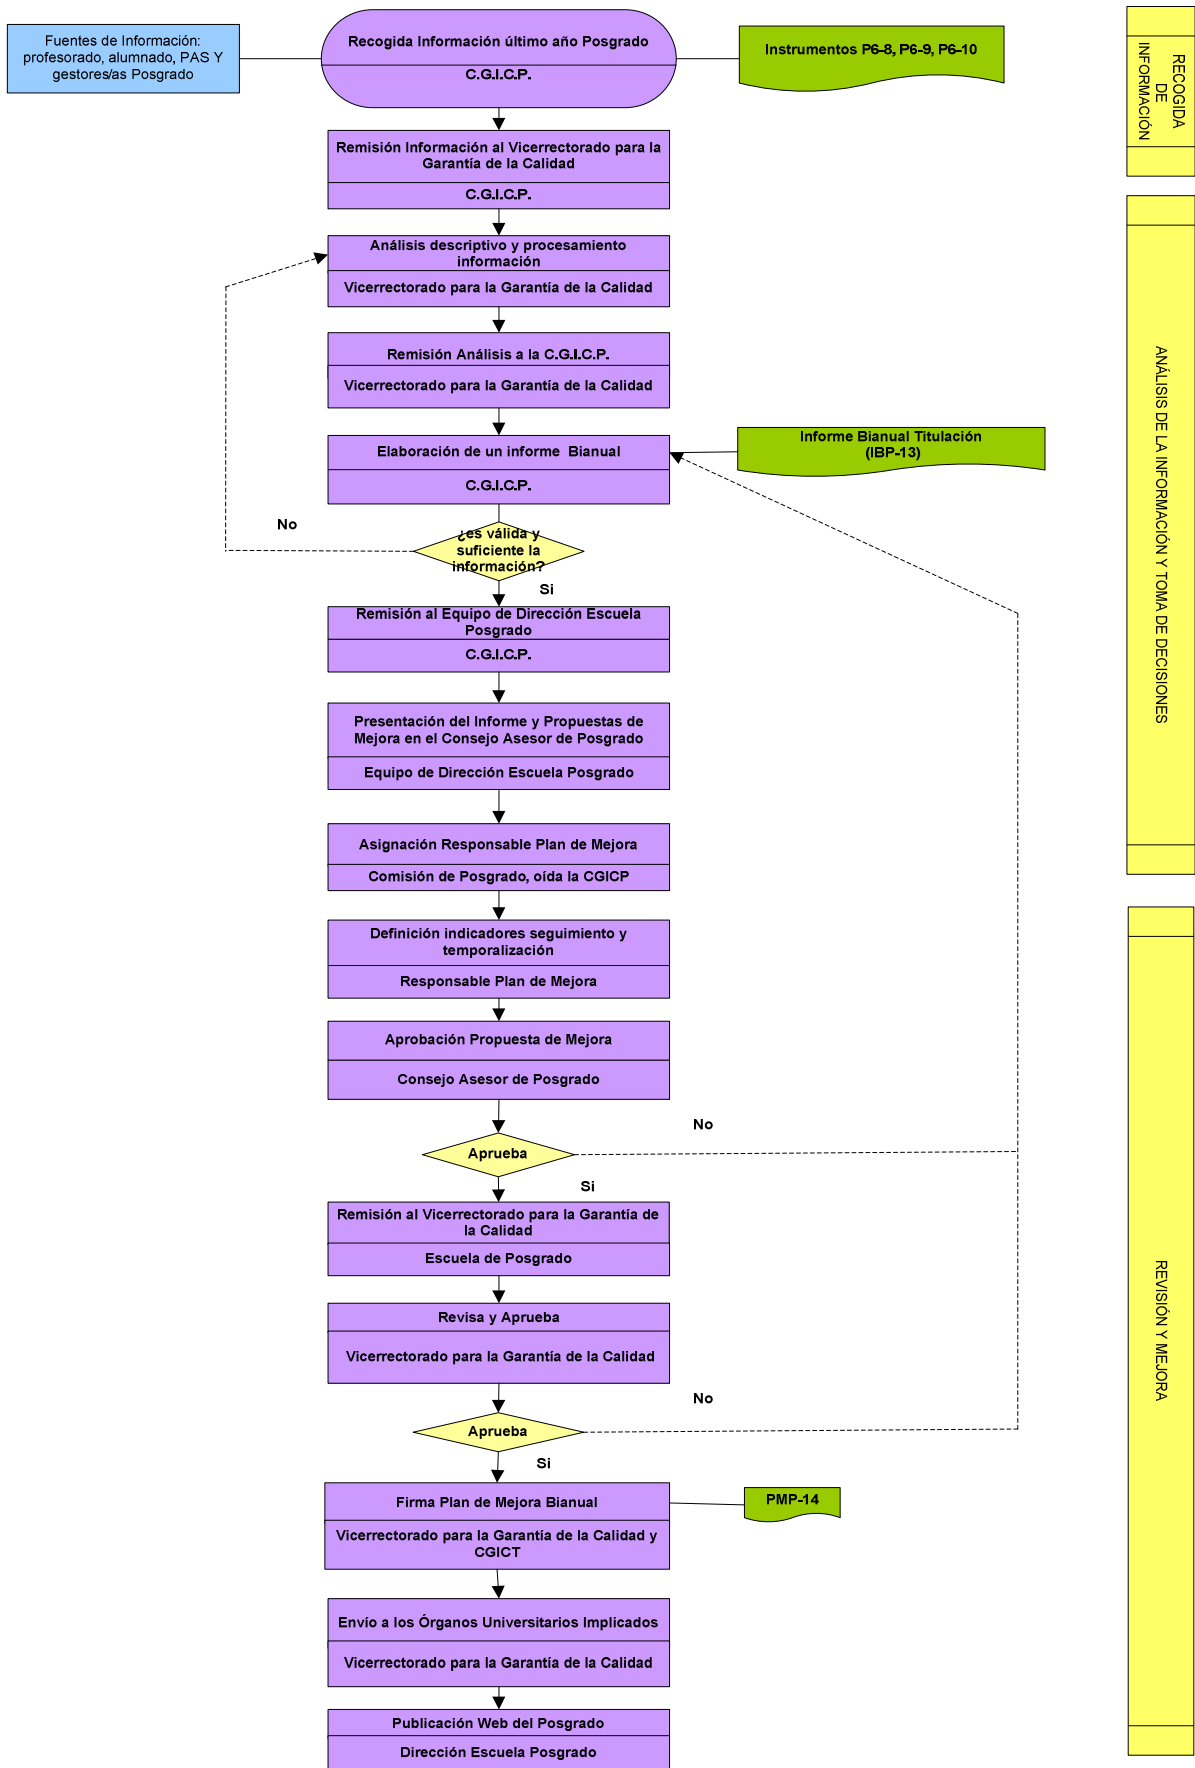 Fuentes de Información:
profesorado, alumnado, PAS Y
gestores/as Posgrado
Recogida Información último año Posgrado
C.G.I.C.P.
Instrumentos P6-8, P6-9, P6-10
RECOGIDA
DE
INFORMACIÓN
Remisión Información al Vicerrectorado para la
Garantía de la Calidad
C.G.I.C.P.
Análisis descriptivo y procesamiento
información
Vicerrectorado para la Garantía de la Calidad
Remisión Análisis a la C.G.I.C.P.
Vicerrectorado para la Garantía de la Calidad
Elaboración de un informe Bianual
C.G.I.C.P.
Informe Bianual Titulación
(IBP-13)
No
¿es válida y
suficiente la
información?
Si
ANÁLISIS DE LA INFORMACIÓN Y TOMA DE DECISIONES
Remisión al Equipo de Dirección Escuela
Posgrado
C.G.I.C.P.
Presentación del Informe y Propuestas de
Mejora en el Consejo Asesor de Posgrado
Equipo de Dirección Escuela Posgrado
Asignación Responsable Plan de Mejora
Comisión de Posgrado, oída la CGICP
Definición indicadores seguimiento y
temporalización
Responsable Plan de Mejora
Aprobación Propuesta de Mejora
Consejo Asesor de Posgrado
No
Aprueba
Si
Remisión al Vicerrectorado para la Garantía de
la Calidad
Escuela de Posgrado
Revisa y Aprueba
Vicerrectorado para la Garantía de la Calidad
REVISIÓN Y MEJORA
No
Aprueba
Si
Firma Plan de Mejora Bianual
Vicerrectorado para la Garantía de la Calidad y
CGICT
PMP-14
Envío a los Órganos Universitarios Implicados
Vicerrectorado para la Garantía de la Calidad
Publicación Web del Posgrado
Dirección Escuela Posgrado